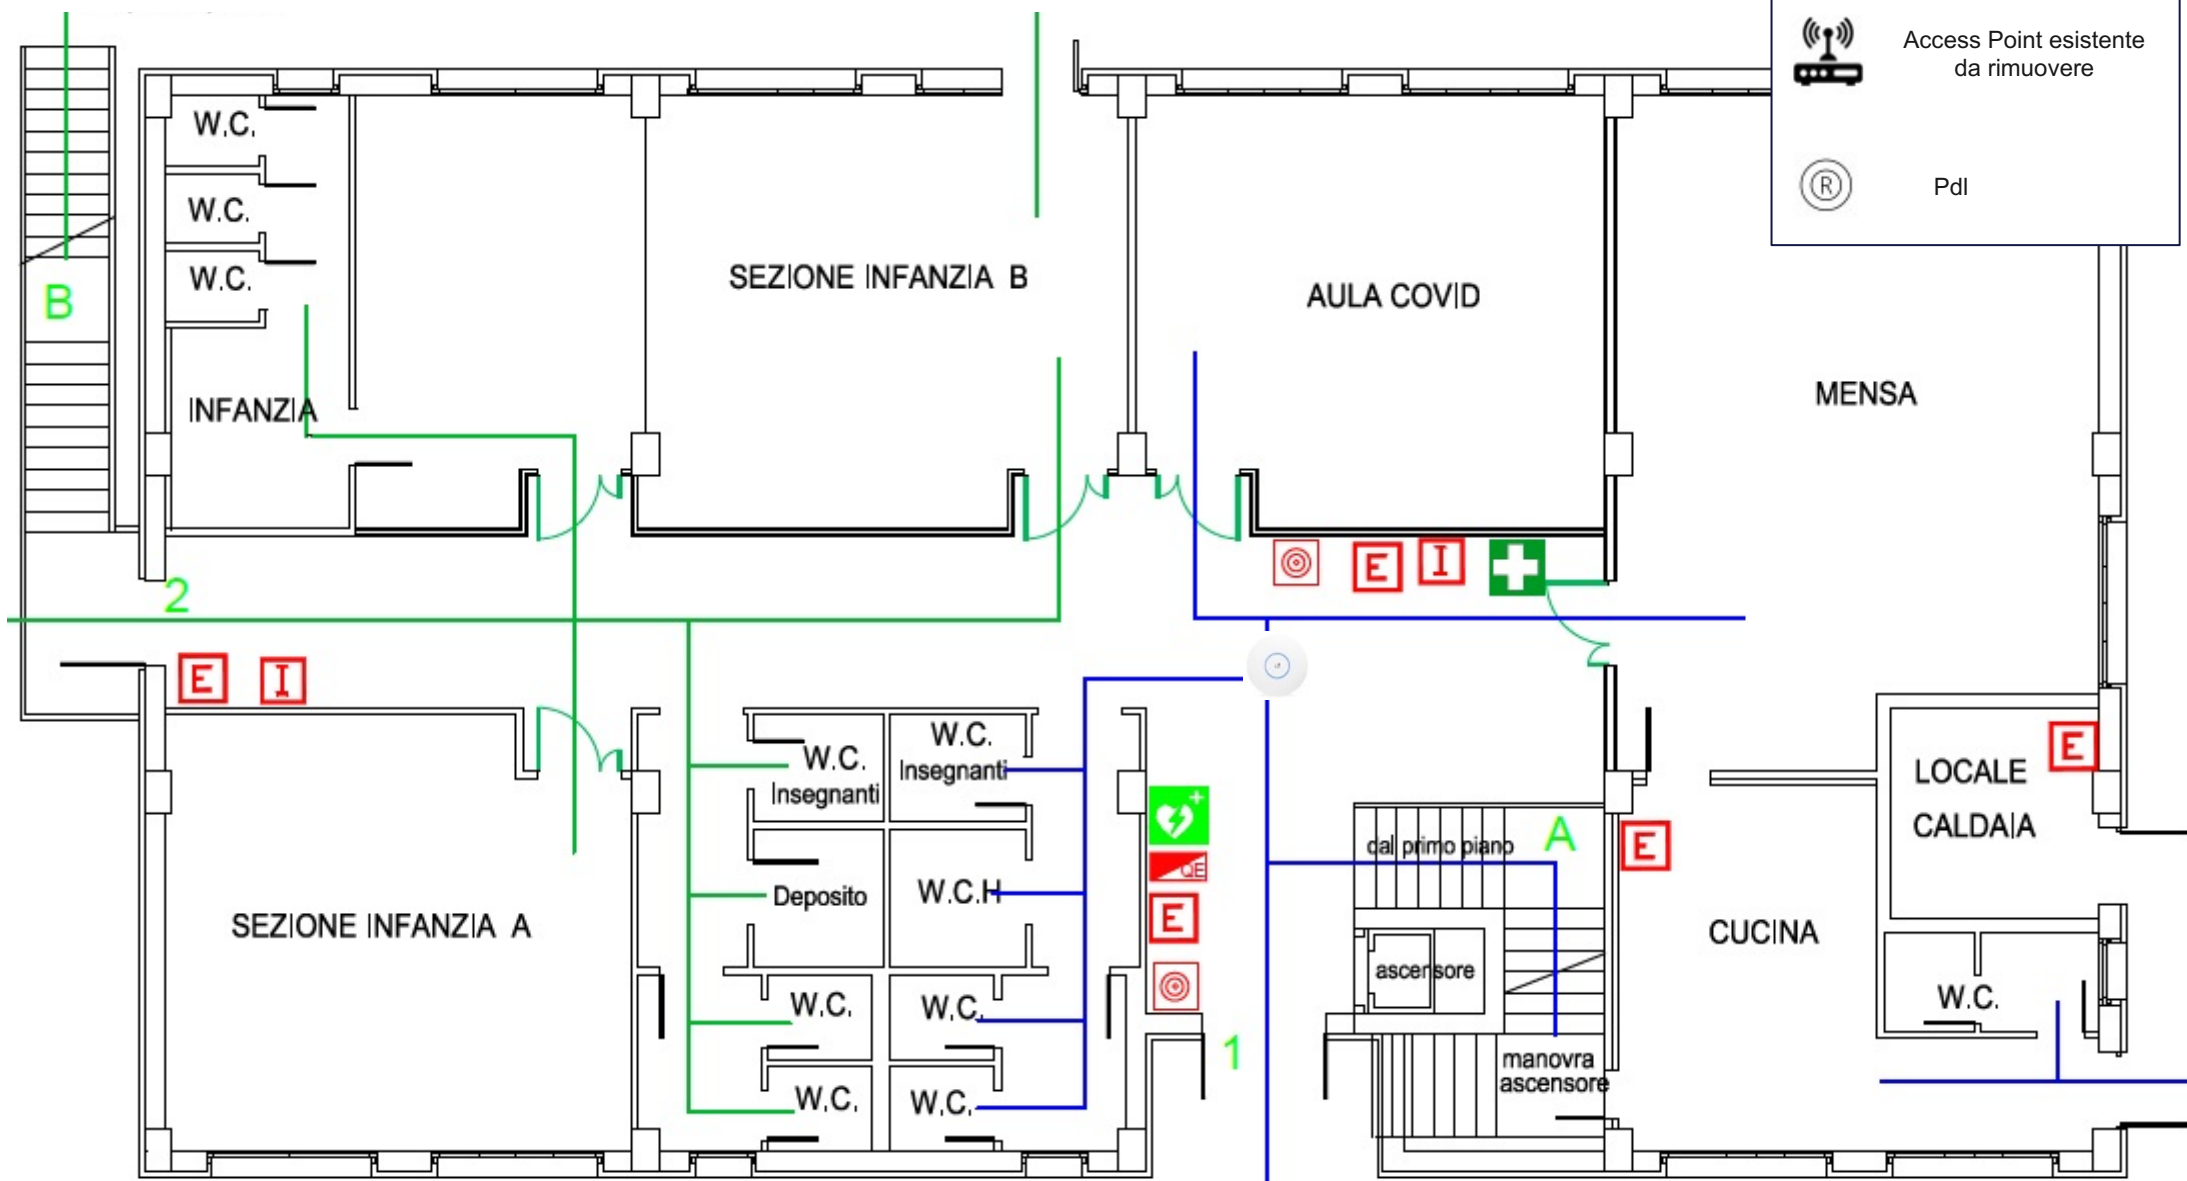 Access Point esistente
da rimuovere
R
Pdl
W.C.
W.C.
W.C.
B
INFANZIA
SEZIONE INFANZIA B
AULA COVID
MENSA
2
E
I
E
I
E
I
SEZIONE INFANZIA A
W.C.
Insegnanti
W.C.
Insegnanti
Deposito
W.C.H
W.C.
W.C.
W.C.
W.C.
QE
E
1
dal primo piano
A
ascensore
manovra
ascensore
E
CUCINA
LOCALE
CALDAIA
E
W.C.